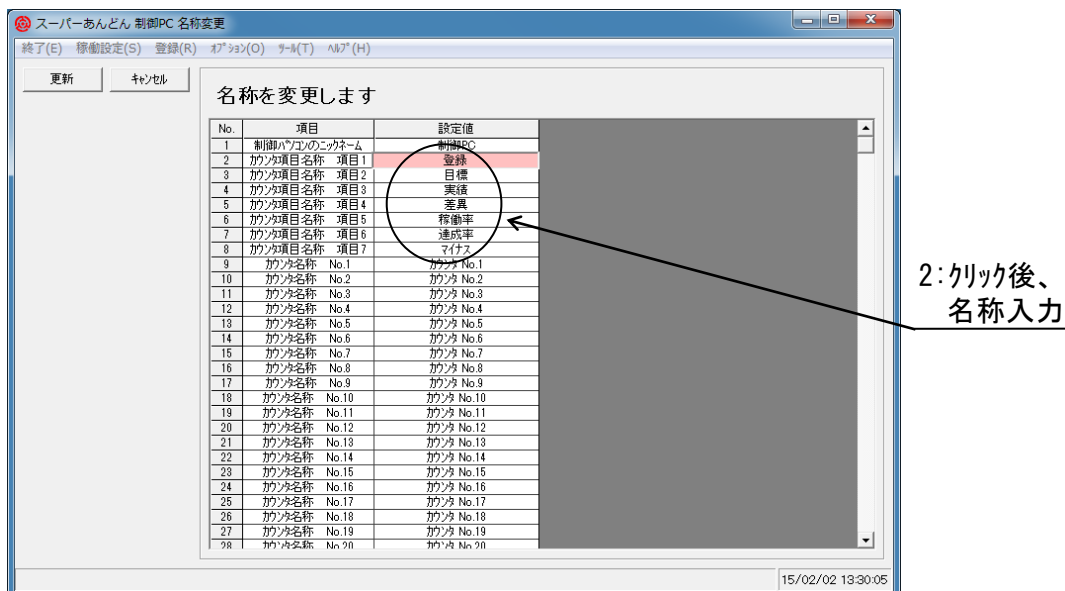 スーパーあんどん 制御PC 名称変更
終了(E) 稼働設定(S) 登録(R) ｵﾌﾟｼｮﾝ(O) ﾂｰﾙ(T) ﾍﾙﾌﾟ(H)
更新 ｷｬﾝｾﾙ
名称を変更します
No. 項目 設定値
1 制御ﾊﾟｿｺﾝのﾆｯｸﾈｰﾑ 制御PC
2 ｶｳﾝﾀ項目名称 項目1 登録
3 ｶｳﾝﾀ項目名称 項目2 目標
4 ｶｳﾝﾀ項目名称 項目3 実績
5 ｶｳﾝﾀ項目名称 項目4 差異
6 ｶｳﾝﾀ項目名称 項目5 稼働率
7 ｶｳﾝﾀ項目名称 項目6 達成率
8 ｶｳﾝﾀ項目名称 項目7 ﾏｲﾅｽ
9 ｶｳﾝﾀ名称 No.1 ｶｳﾝﾀ No.1
10 ｶｳﾝﾀ名称 No.2 ｶｳﾝﾀ No.2
11 ｶｳﾝﾀ名称 No.3 ｶｳﾝﾀ No.3
12 ｶｳﾝﾀ名称 No.4 ｶｳﾝﾀ No.4
13 ｶｳﾝﾀ名称 No.5 ｶｳﾝﾀ No.5
14 ｶｳﾝﾀ名称 No.6 ｶｳﾝﾀ No.6
15 ｶｳﾝﾀ名称 No.7 ｶｳﾝﾀ No.7
16 ｶｳﾝﾀ名称 No.8 ｶｳﾝﾀ No.8
17 ｶｳﾝﾀ名称 No.9 ｶｳﾝﾀ No.9
18 ｶｳﾝﾀ名称 No.10 ｶｳﾝﾀ No.10
19 ｶｳﾝﾀ名称 No.11 ｶｳﾝﾀ No.11
20 ｶｳﾝﾀ名称 No.12 ｶｳﾝﾀ No.12
21 ｶｳﾝﾀ名称 No.13 ｶｳﾝﾀ No.13
22 ｶｳﾝﾀ名称 No.14 ｶｳﾝﾀ No.14
23 ｶｳﾝﾀ名称 No.15 ｶｳﾝﾀ No.15
24 ｶｳﾝﾀ名称 No.16 ｶｳﾝﾀ No.16
25 ｶｳﾝﾀ名称 No.17 ｶｳﾝﾀ No.17
26 ｶｳﾝﾀ名称 No.18 ｶｳﾝﾀ No.18
27 ｶｳﾝﾀ名称 No.19 ｶｳﾝﾀ No.19
28 ｶｳﾝﾀ名称 No.20 ｶｳﾝﾀ No.20
2:ｸﾘｯｸ後、
名称入力
15/02/02 13:30:05